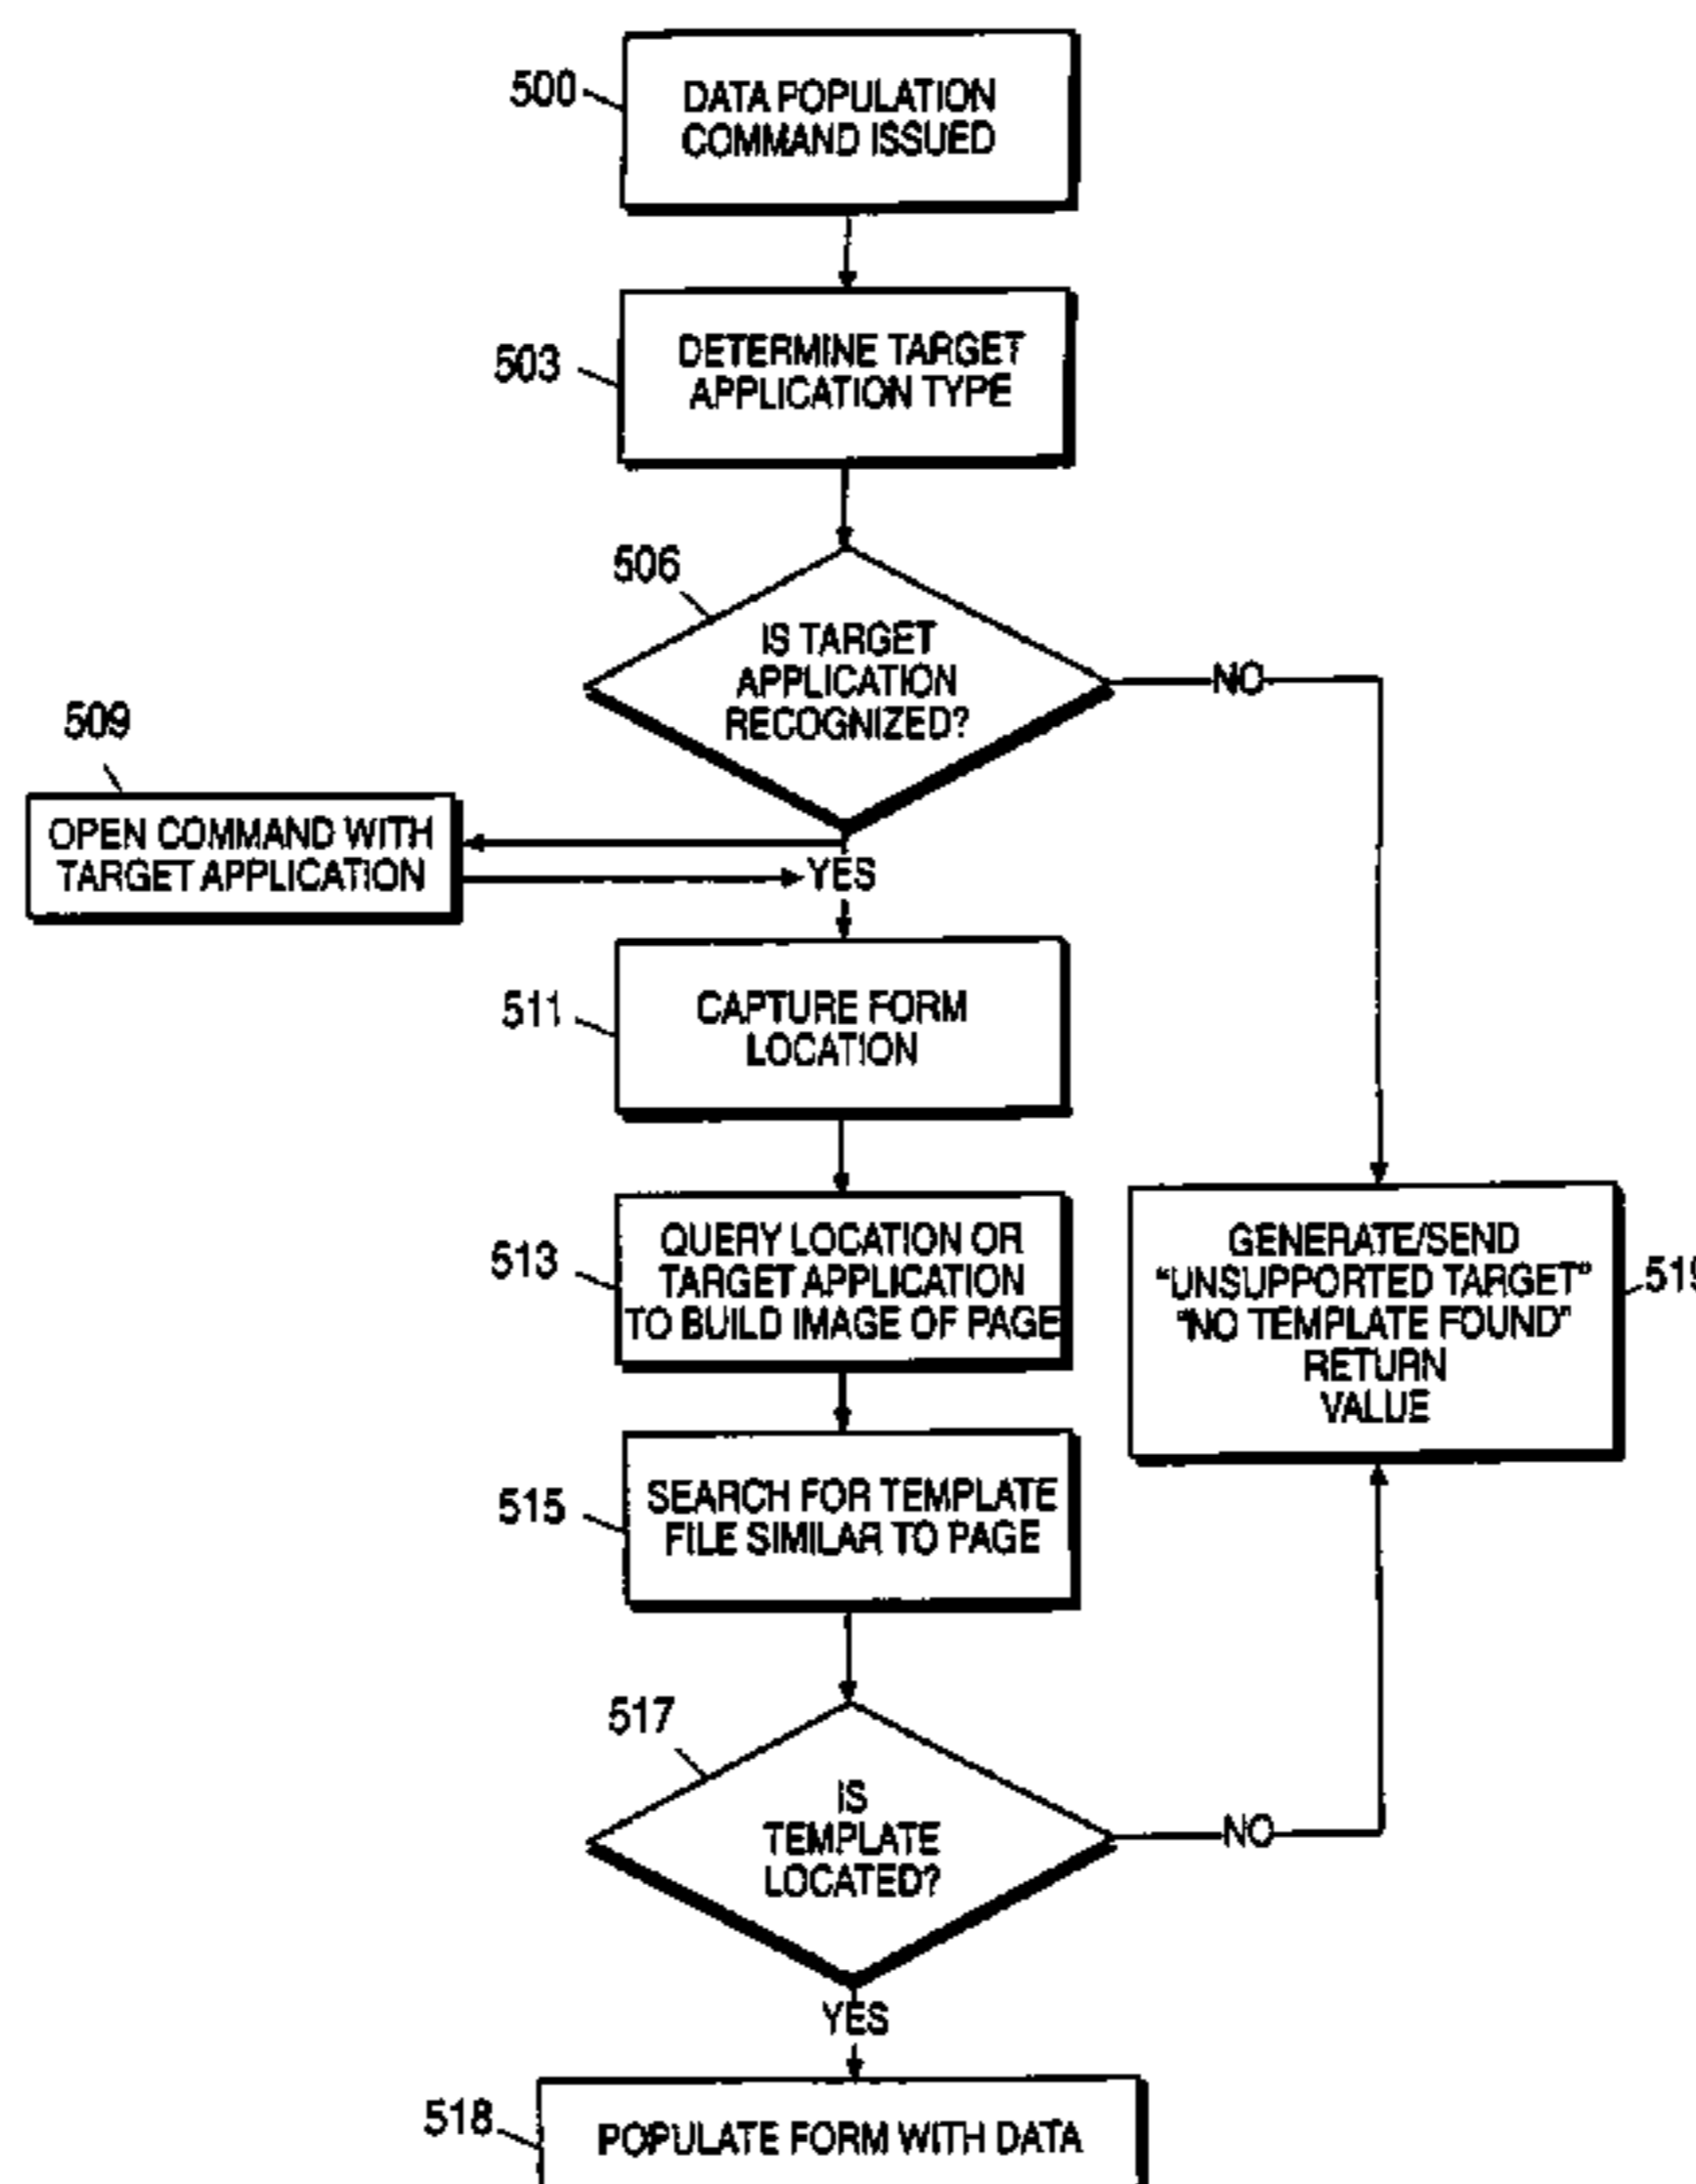 500
DATA POPULATION
COMMAND ISSUED
503
DETERMINE TARGET
APPLICATION TYPE
506
IS TARGET
APPLICATION
RECOGNIZED?
NO
509
OPEN COMMAND WITH
TARGET APPLICATION
YES
511
CAPTURE FORM
LOCATION
513
QUERY LOCATION OR
TARGET APPLICATION
TO BUILD IMAGE OF PAGE
GENERATE/SEND
"UNSUPPORTED TARGET"
"NO TEMPLATE FOUND"
RETURN
VALUE
519
515
SEARCH FOR TEMPLATE
FILE SIMILAR TO PAGE
517
IS
TEMPLATE
LOCATED?
NO
YES
518
POPULATE FORM WITH DATA